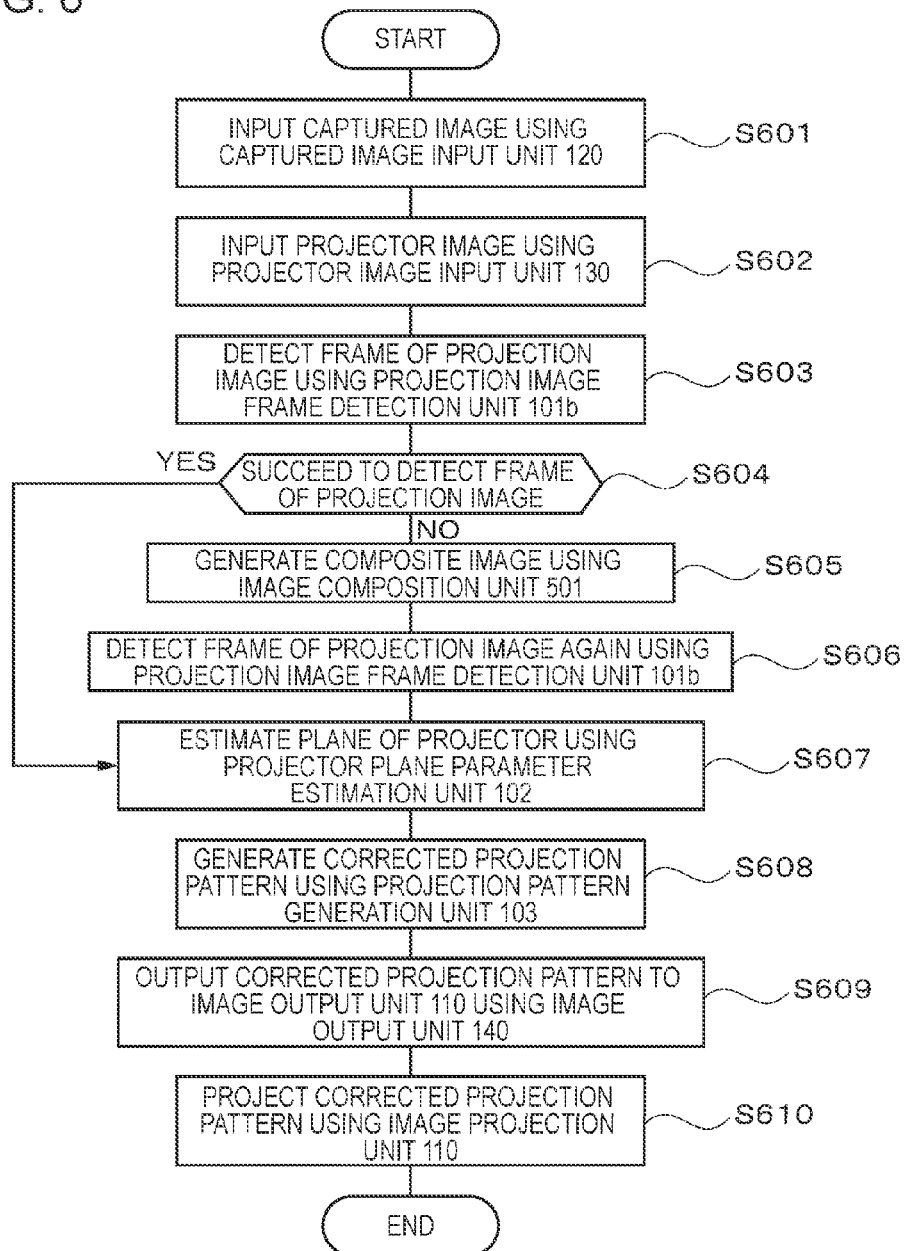 G. 6
START
INPUT CAPTURED IMAGE USING
CAPTURED IMAGE INPUT UNIT 120
S601
INPUT PROJECTOR IMAGE USING
PROJECTOR IMAGE INPUT UNIT 130
S602
DETECT FRAME OF PROJECTION
IMAGE USING PROJECTION IMAGE
FRAME DETECTION UNIT 101b
S603
YES
SUCCEED TO DETECT FRAME
OF PROJECTION IMAGE
S604
NO
GENERATE COMPOSITE IMAGE USING
IMAGE COMPOSITION UNIT 501
S605
DETECT FRAME OF PROJECTION IMAGE AGAIN USING
PROJECTION IMAGE FRAME DETECTION UNIT 101b
S606
ESTIMATE PLANE OF PROJECTOR USING
PROJECTOR PLANE PARAMETER
ESTIMATION UNIT 102
S607
GENERATE CORRECTED PROJECTION
PATTERN USING PROJECTION PATTERN
GENERATION UNIT 103
S608
OUTPUT CORRECTED PROJECTION PATTERN TO
IMAGE OUTPUT UNIT 110 USING IMAGE
OUTPUT UNIT 140
S609
PROJECT CORRECTED PROJECTION
PATTERN USING IMAGE PROJECTION
UNIT 110
S610
END